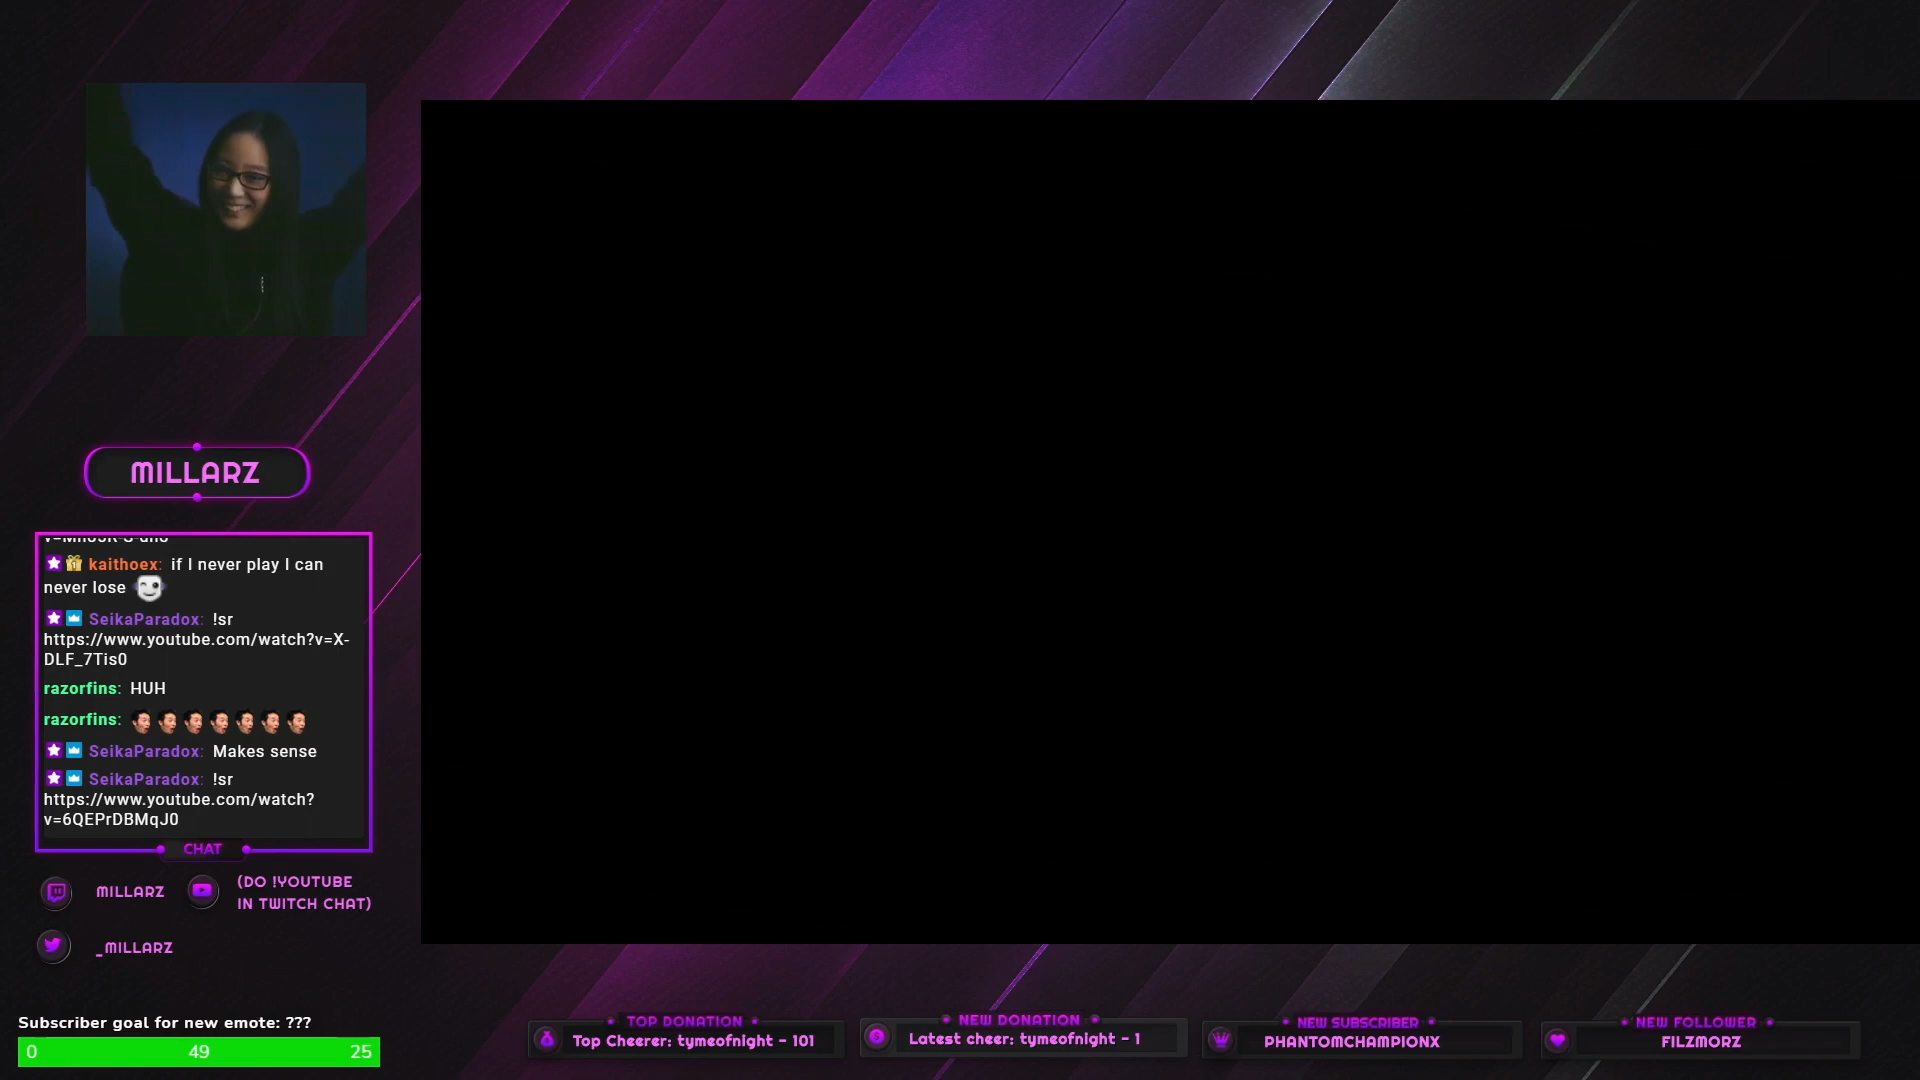 MILLARZ
kaithoex: if I never play I can
never lose
SeikaParadox: !sr
https://www.youtube.com/watch?v=X-
DLF_7Tis0
razorfins: HUH
razorfins:
SeikaParadox: Makes sense
SeikaParadox: !sr
https://www.youtube.com/watch?
v=6QEPrDBMqJ0
CHAT
MILLARZ
(DO !YOUTUBE
IN TWITCH CHAT)
_MILLARZ
Subscriber goal for new emote: ???
0 49 25
TOP DONATION
Top Cheerer: tymeofnight - 101
NEW DONATION
Latest cheer: tymeofnight - 1
NEW SUBSCRIBER
PHANTOMCHAMPIONX
NEW FOLLOWER
FILZMORZ